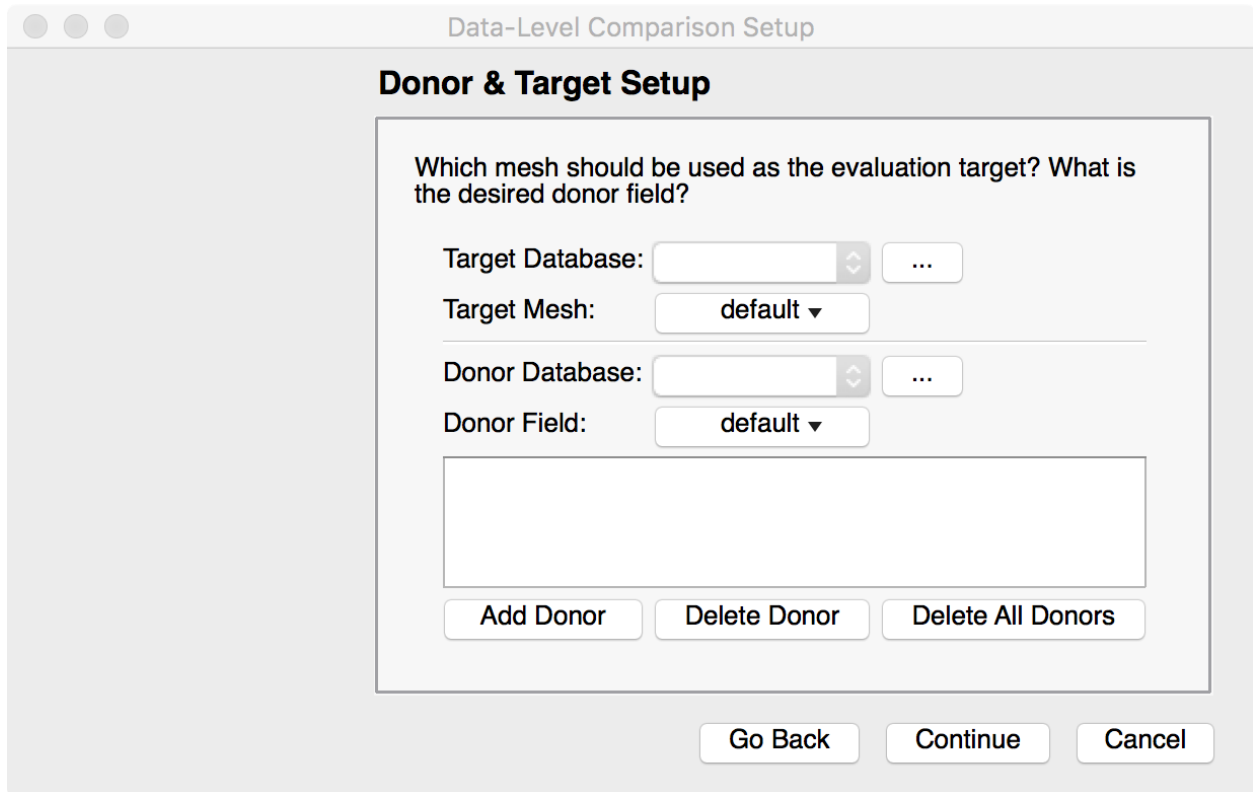 Data-Level Comparison Setup
Donor & Target Setup
Which mesh should be used as the evaluation target? What is
the desired donor field?
Target Database: ...
Target Mesh: default
Donor Database: ...
Donor Field: default
Add Donor Delete Donor Delete All Donors
Go Back Continue Cancel